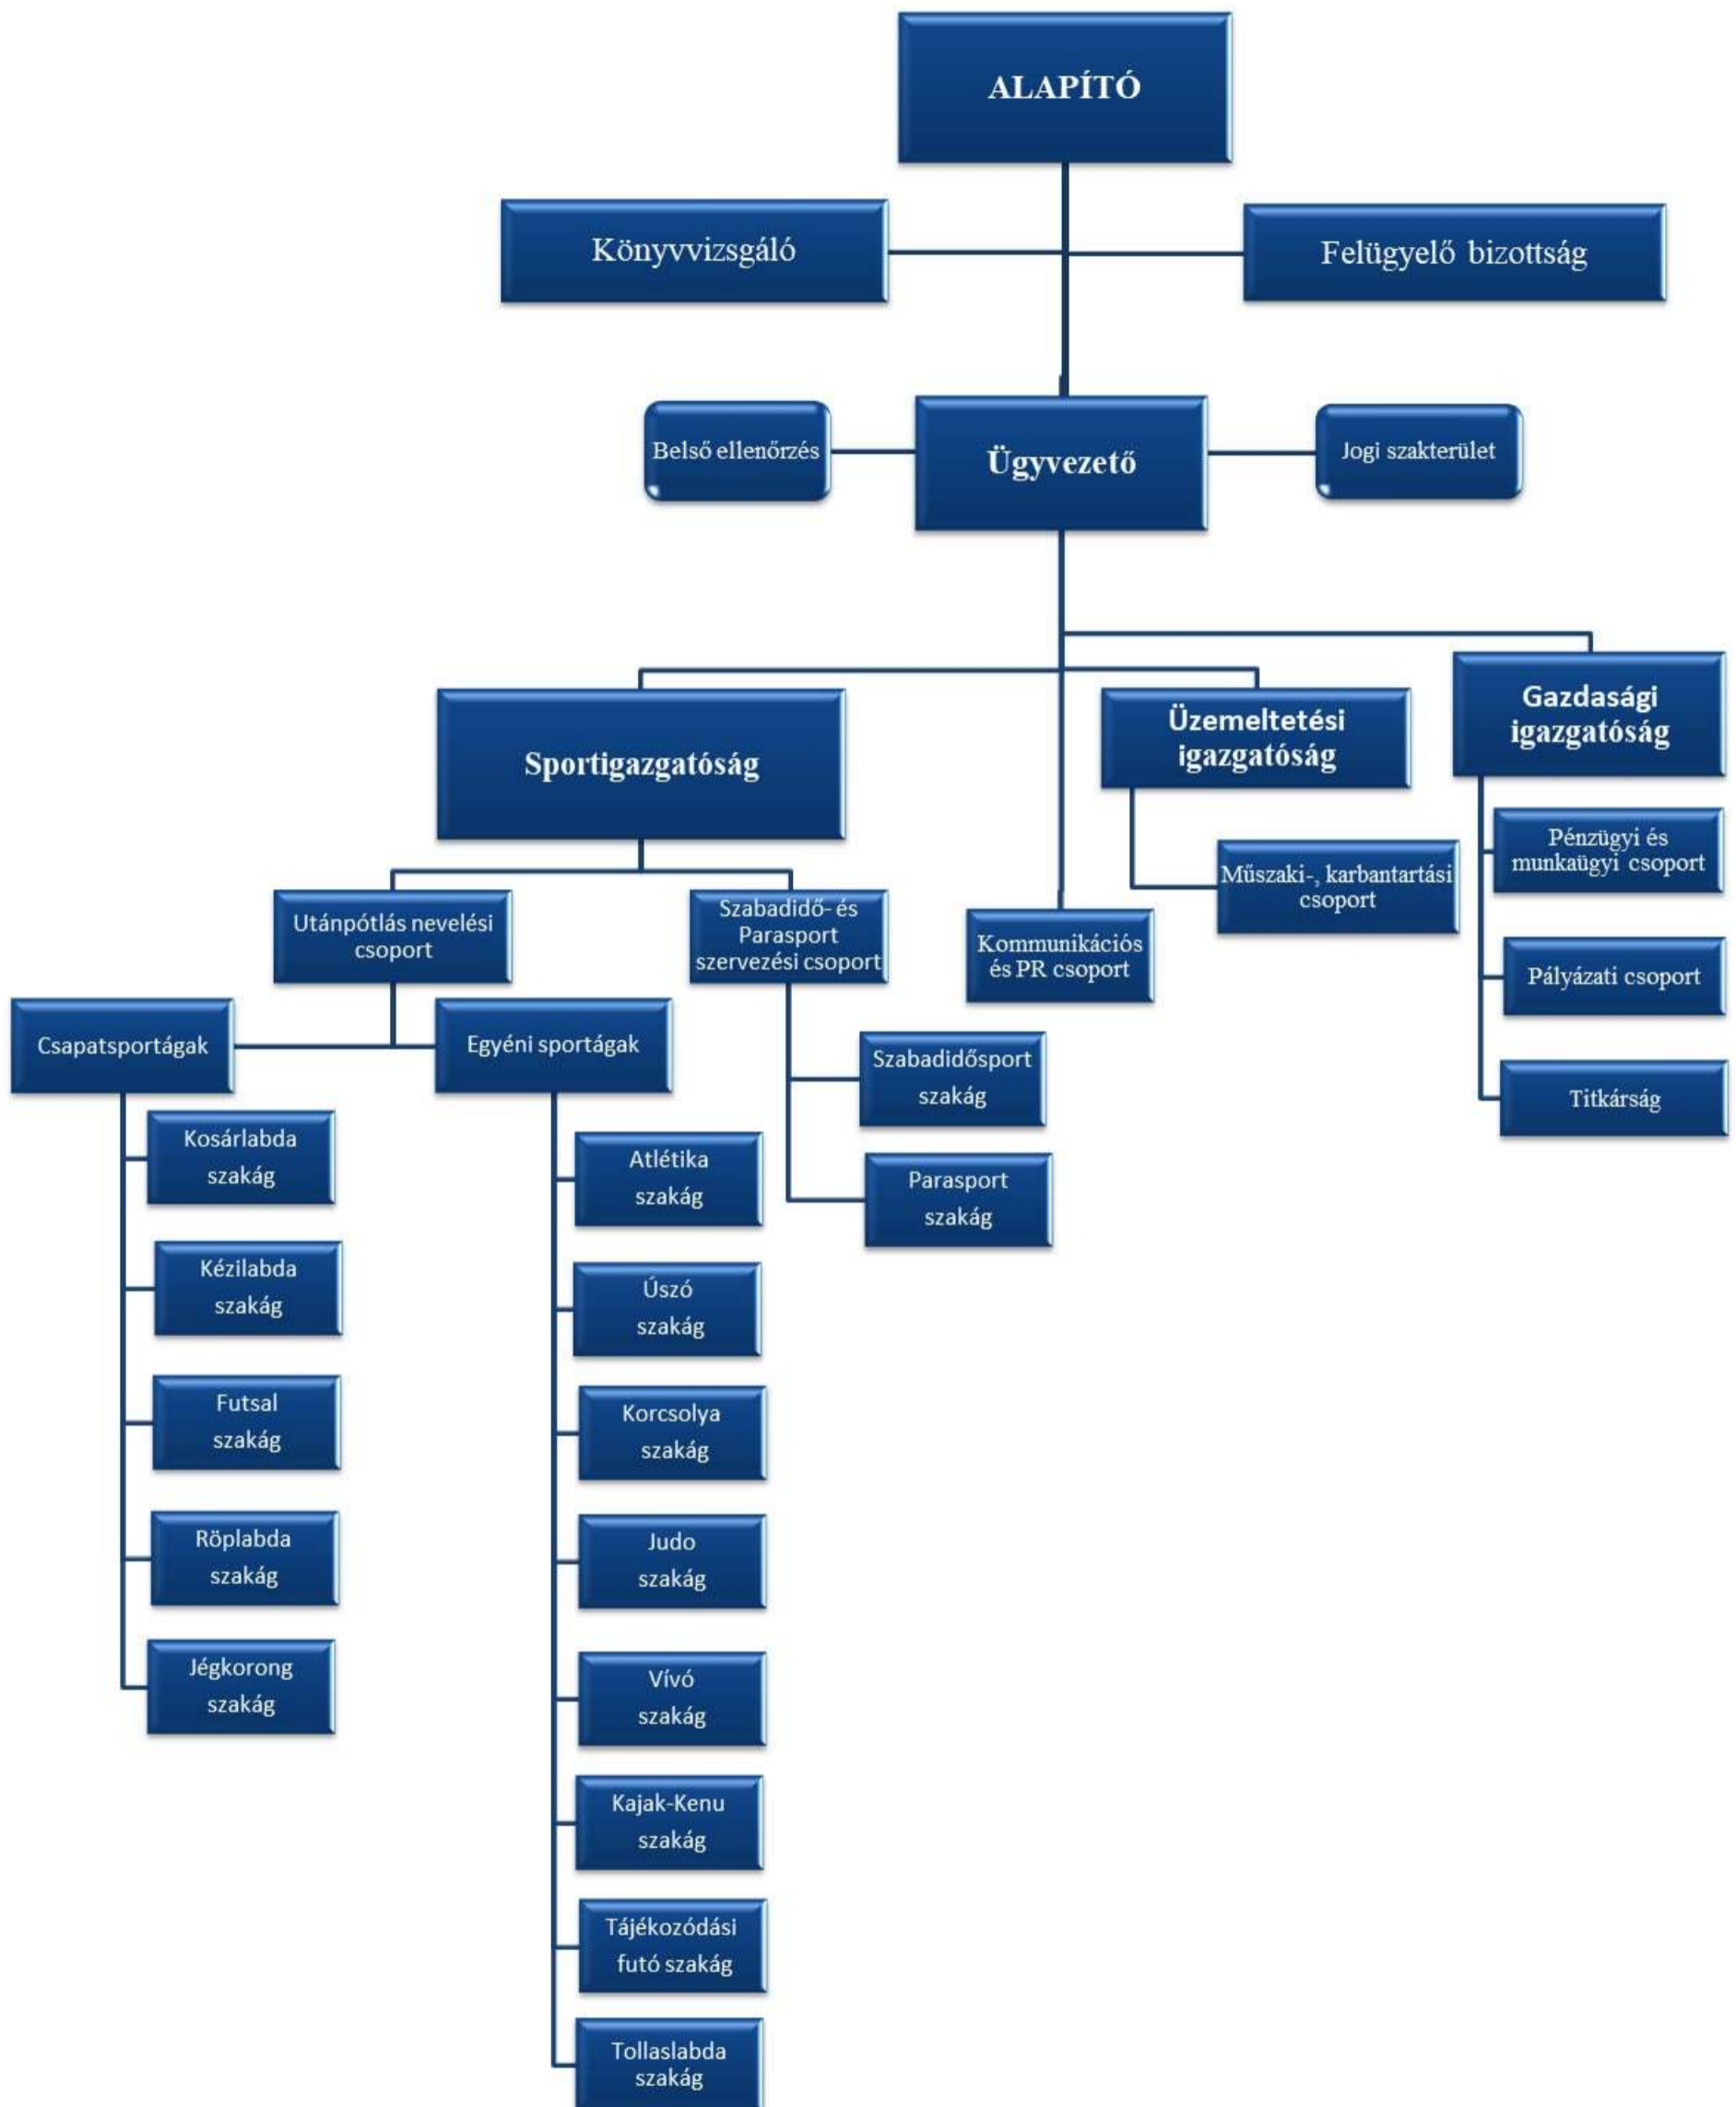 ALAPÍTÓ
Könyvvizsgáló
Felügyelő bizottság
Belső ellenőrzés
Ügyvezető
Jogi szakterület
Sportigazgatóság
Üzemeltetési
igazgatóság
Gazdasági
igazgatóság
Pénzügyi és
munkaügyi csoport
Pályázati csoport
Titkárság
Műszaki-, karbantartási
csoport
Kommunikációs
és PR csoport
Utánpótlás nevelési
csoport
Szabadidő- és
Parasport
szervezési csoport
Szabadidősport
szakág
Parasport
szakág
Csapatsportágak
Egyéni sportágak
Kosárlabda
szakág
Kézilabda
szakág
Futsal
szakág
Röplabda
szakág
Jégkorong
szakág
Atlétika
szakág
Úszó
szakág
Korcsolya
szakág
Judo
szakág
Vívó
szakág
Kajak-Kenu
szakág
Tájékozódási
futó szakág
Tollaslabda
szakág